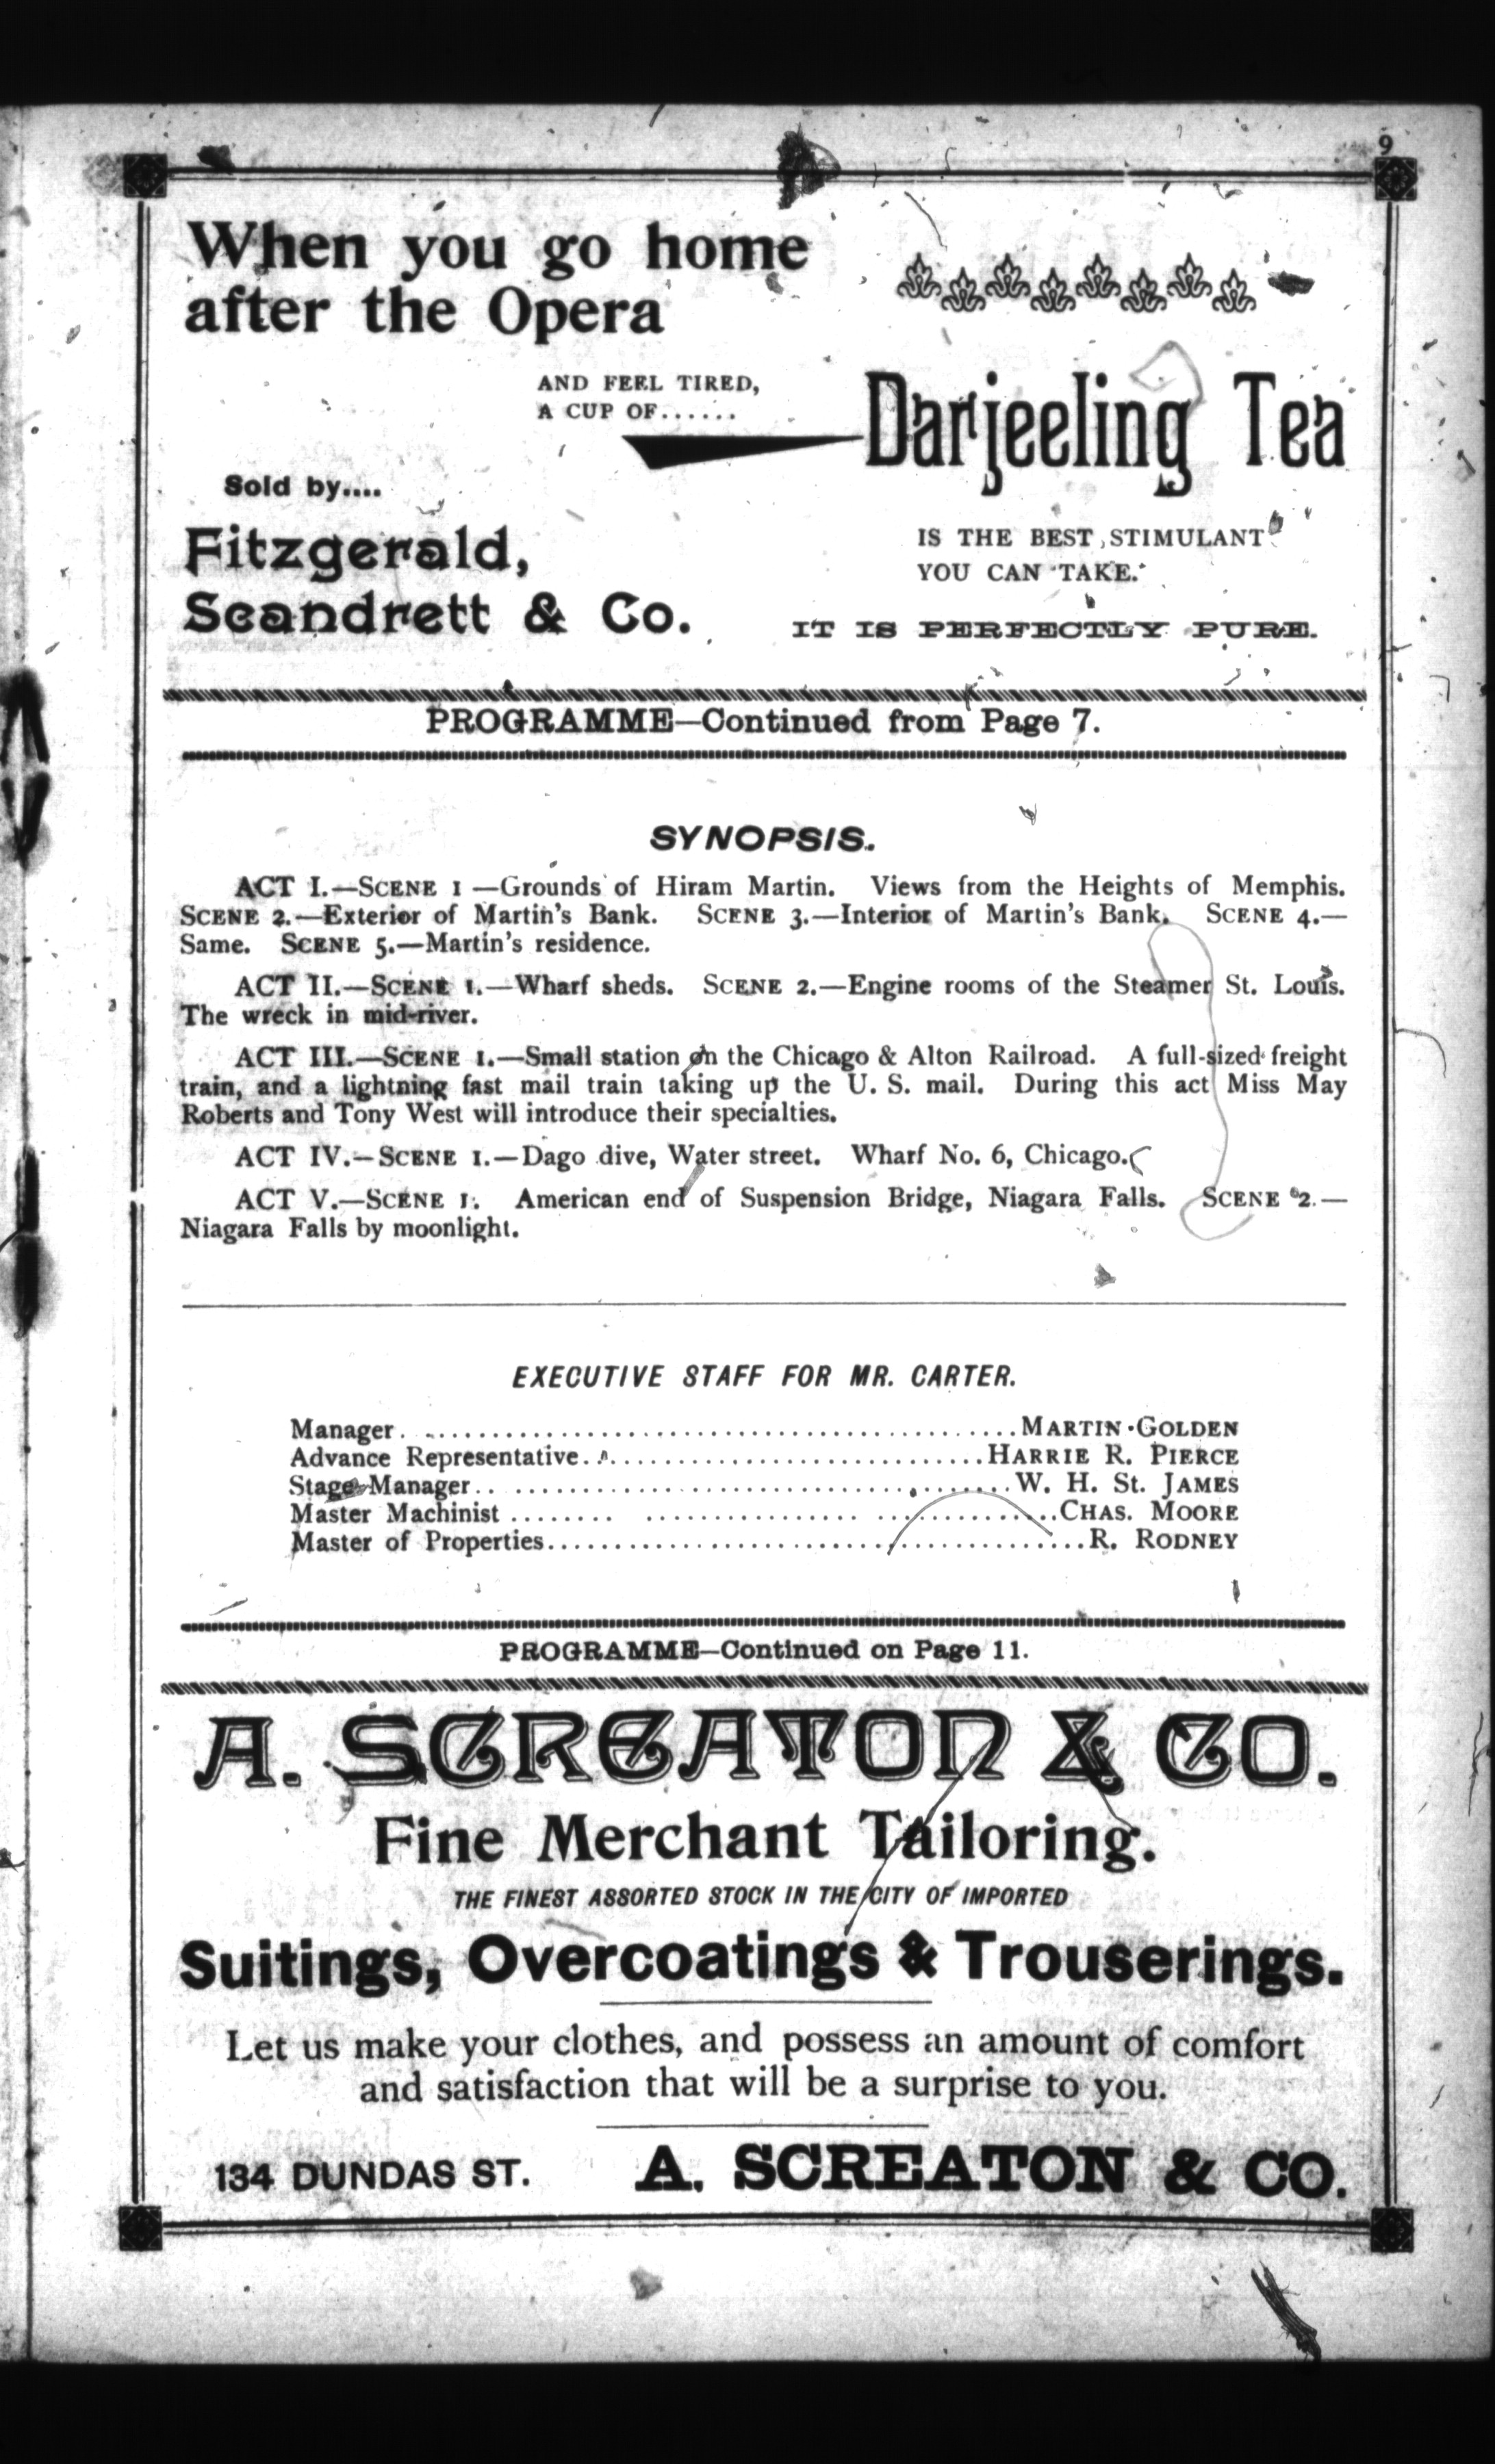 9
When you go home
after the Opera
AND FEEL TIRED,
A CUP OF......
Darjeeling Tea
Sold by....
Fitzgerald,
Scandrett & Co.
IS THE BEST STIMULANT
YOU CAN TAKE.
IT IS PERFECTLY PURE.
PROGRAMME—Continued from Page 7.
SYNOPSIS.
ACT I.—SCENE 1 —Grounds of Hiram Martin. Views from the Heights of Memphis.
SCENE 2.—Exterior of Martin's Bank. SCENE 3.—Interior of Martin's Bank. SCENE 4.—
Same. SCENE 5.—Martin's residence.
ACT II.—SCENE 1.—Wharf sheds. SCENE 2.—Engine rooms of the Steamer St. Louis.
The wreck in mid-river.
ACT III.—SCENE 1.—Small station on the Chicago & Alton Railroad. A full-sized freight
train, and a lightning fast mail train taking up the U. S. mail. During this act Miss May
Roberts and Tony West will introduce their specialties.
ACT IV.—SCENE 1.—Dago dive, Water street. Wharf No. 6, Chicago.
ACT V.—SCENE 1. American end of Suspension Bridge, Niagara Falls. SCENE 2.—
Niagara Falls by moonlight.
EXECUTIVE STAFF FOR MR. CARTER.
Manager..............................MARTIN GOLDEN
Advance Representative..............................HARRIE R. PIERCE
Stage Manager..............................W. H. St. JAMES
Master Machinist..............................CHAS. MOORE
Master of Properties..............................R. RODNEY
PROGRAMME—Continued on Page 11.
A. SCREATON & CO.
Fine Merchant Tailoring.
THE FINEST ASSORTED STOCK IN THE CITY OF IMPORTED
Suitings, Overcoatings & Trouserings.
Let us make your clothes, and possess an amount of comfort
and satisfaction that will be a surprise to you.
134 DUNDAS ST. A. SCREATON & CO.